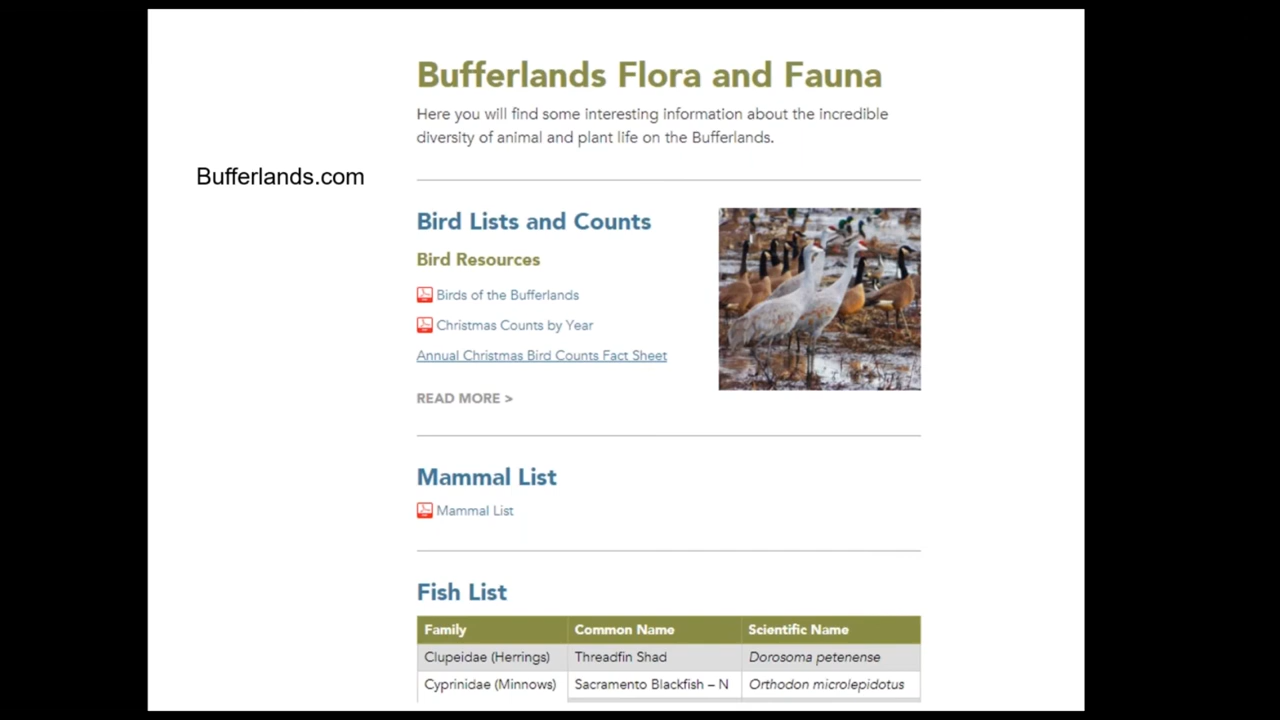 Bufferlands Flora and Fauna
Here you will find some interesting information about the incredible
diversity of animal and plant life on the Bufferlands.
Bufferlands.com
Bird Lists and Counts
Bird Resources
Birds of the Bufferlands
Christmas Counts by Year
Annual Christmas Bird Counts Fact Sheet
READ MORE >
Mammal List
Mammal List
Fish List
Family Common Name Scientific Name
Clupeidae (Herrings) Threadfin Shad Dorosoma petenense
Cyprinidae (Minnows) Sacramento Blackfish – N Orthodon microlepidotus